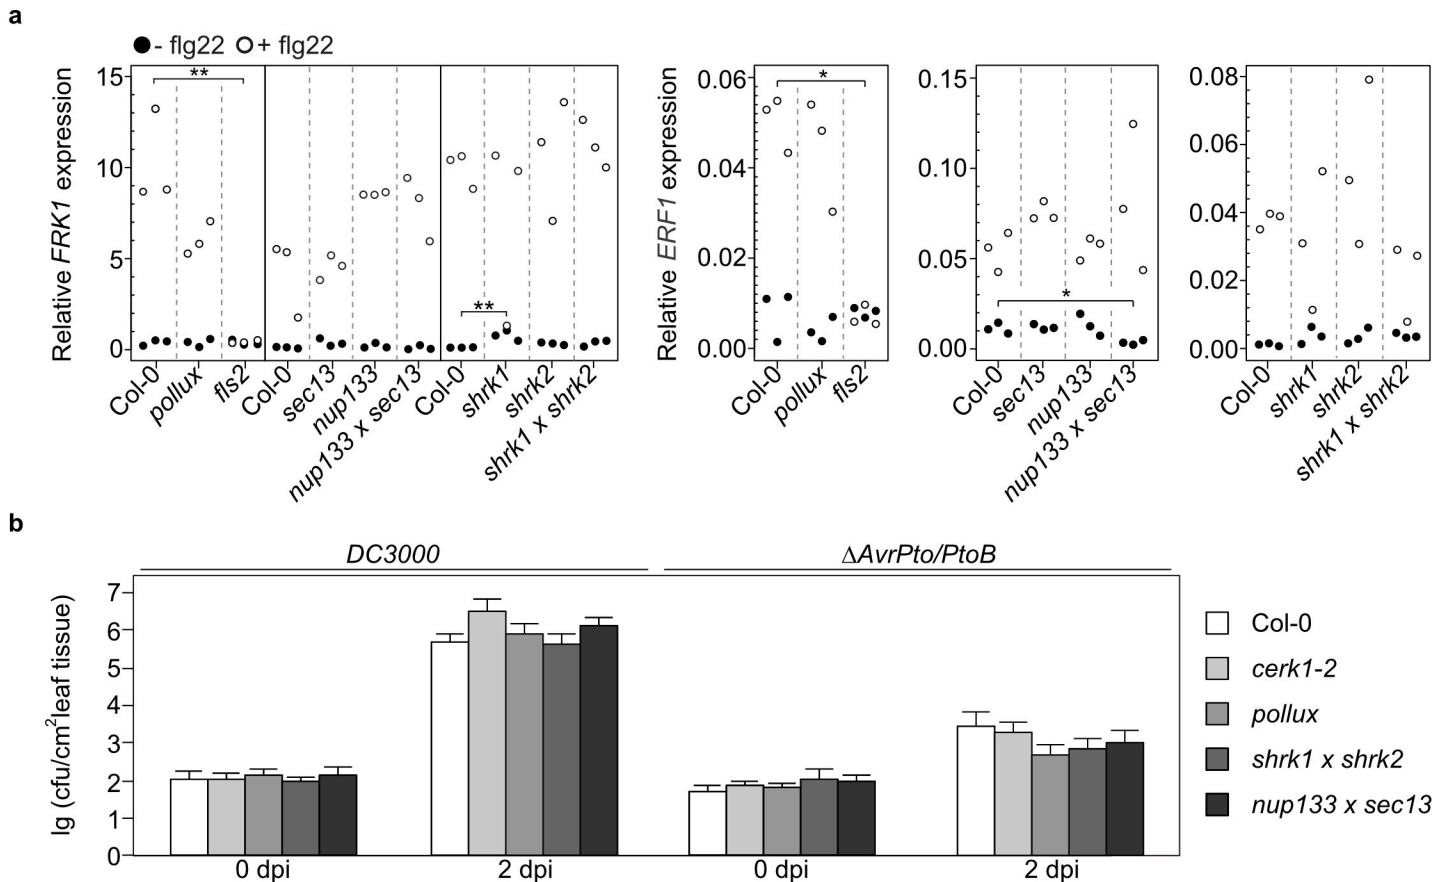 a
- flg22 + flg22
Relative FRK1 expression
15
10
5
0
**
**
Col-0
pollux
fls2
Col-0
sec13
nup133
nup133 x sec13
Col-0
shrk1
shrk2
shrk1 x shrk2
Relative ERF1 expression
0.06
0.04
0.02
0.00
*
Col-0
pollux
fls2
0.15
0.10
0.05
0.00
*
Col-0
sec13
nup133
nup133 x sec13
0.08
0.06
0.04
0.02
0.00
Col-0
shrk1
shrk2
shrk1 x shrk2
b
DC3000
ΔAvrPto/PtoB
lg (cfu/cm²leaf tissue)
7
6
5
4
3
2
1
0
0 dpi
2 dpi
0 dpi
2 dpi
Col-0
cerk1-2
pollux
shrk1 x shrk2
nup133 x sec13